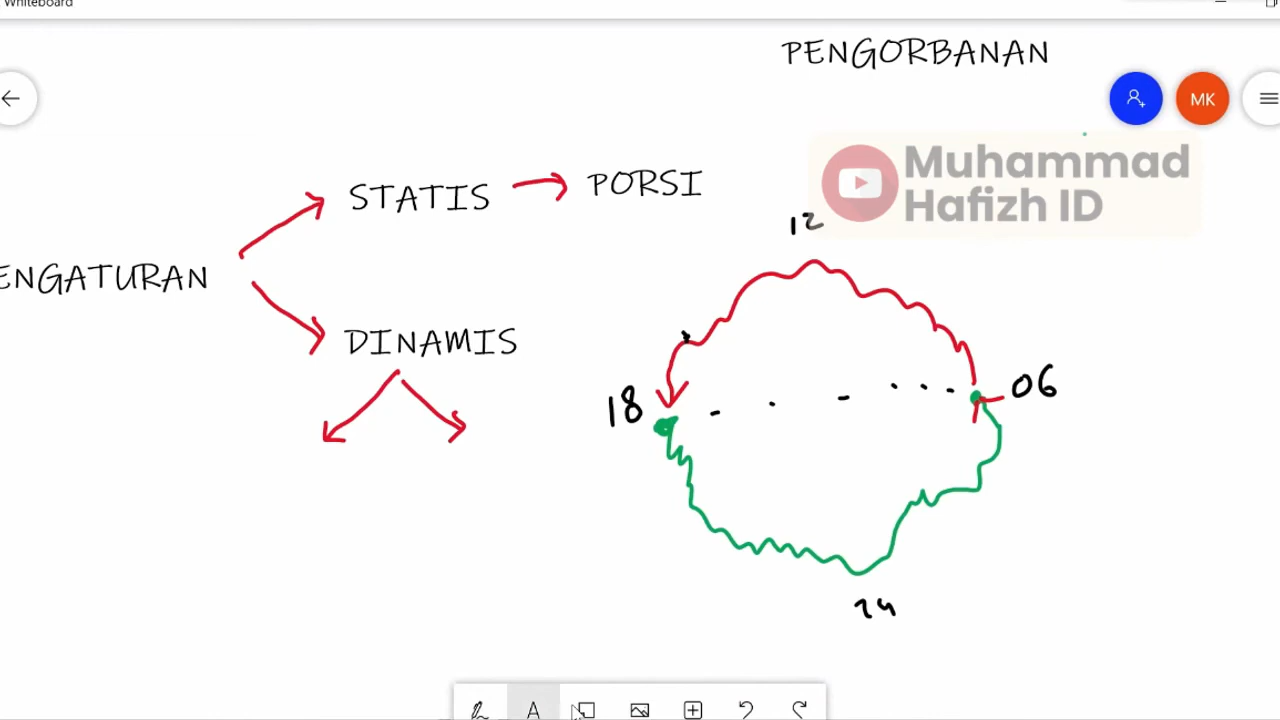 Whiteboard
PENGORBANAN
MK
Muhammad
Hafizh ID
STATIS
PORSI
12
ENGATURAN
DINAMIS
18
06
24
A